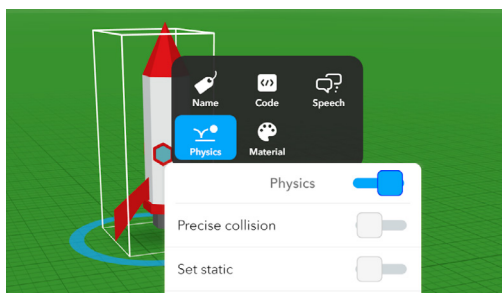 Name
Code
Speech
Physics
Material
Physics
Precise collision
Set static